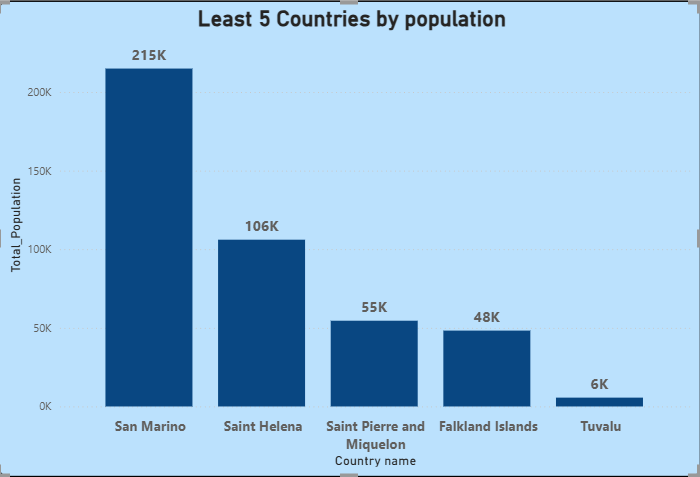 Least 5 Countries by population
215K
200K
150K
106K
100K
55K
50K
48K
6K
0K
Total_Population
San Marino
Saint Helena
Saint Pierre and
Miquelon
Falkland Islands
Tuvalu
Country name